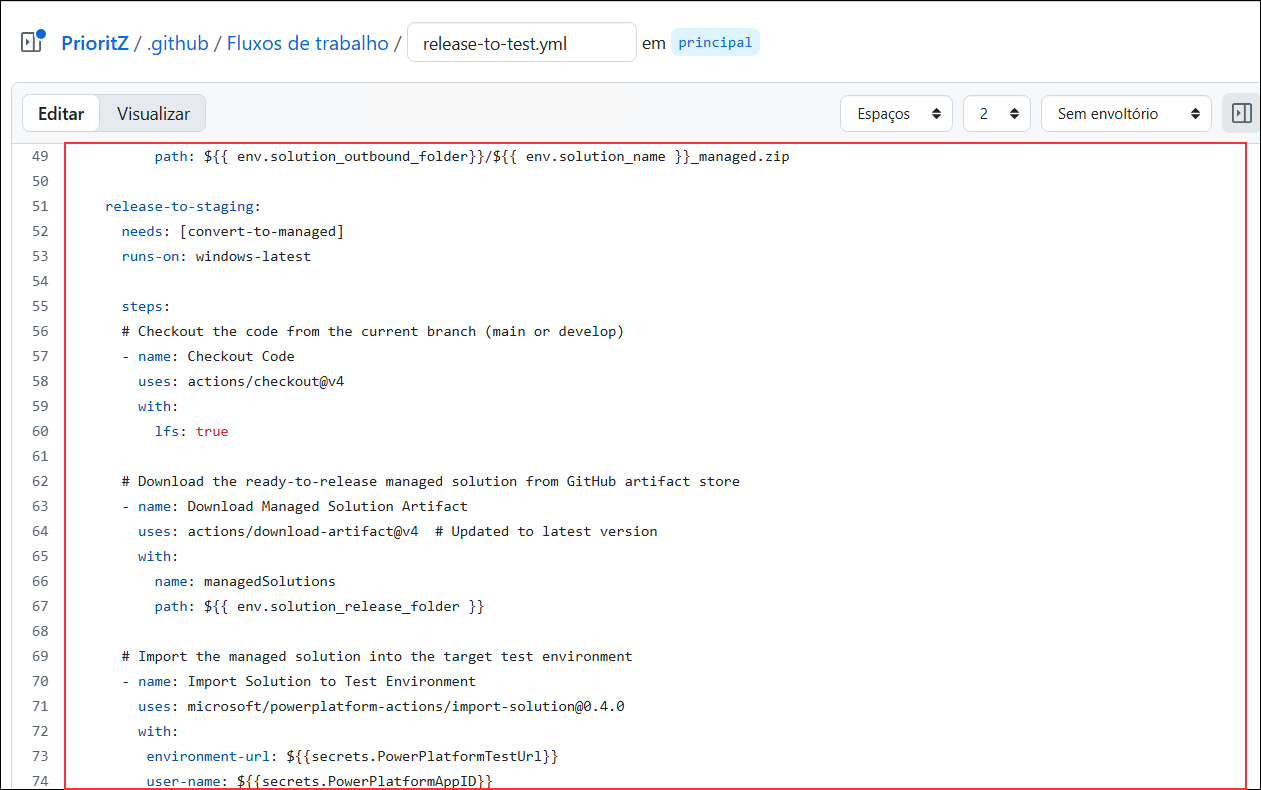 PrioritZ / .github / Fluxos de trabalho / release-to-test.yml em principal
Editar Visualizar Espaços 2 Sem envoltório
49 path: ${{ env.solution_outbound_folder}}/${{ env.solution_name }}_managed.zip
50
51 release-to-staging:
52 needs: [convert-to-managed]
53 runs-on: windows-latest
54
55 steps:
56 # Checkout the code from the current branch (main or develop)
57 - name: Checkout Code
58 uses: actions/checkout@v4
59 with:
60 lfs: true
61
62 # Download the ready-to-release managed solution from GitHub artifact store
63 - name: Download Managed Solution Artifact
64 uses: actions/download-artifact@v4 # Updated to latest version
65 with:
66 name: managedSolutions
67 path: ${{ env.solution_release_folder }}
68
69 # Import the managed solution into the target test environment
70 - name: Import Solution to Test Environment
71 uses: microsoft/powerplatform-actions/import-solution@0.4.0
72 with:
73 environment-url: ${{secrets.PowerPlatformTestUrl}}
74 user-name: ${{secrets.PowerPlatformAppID}}